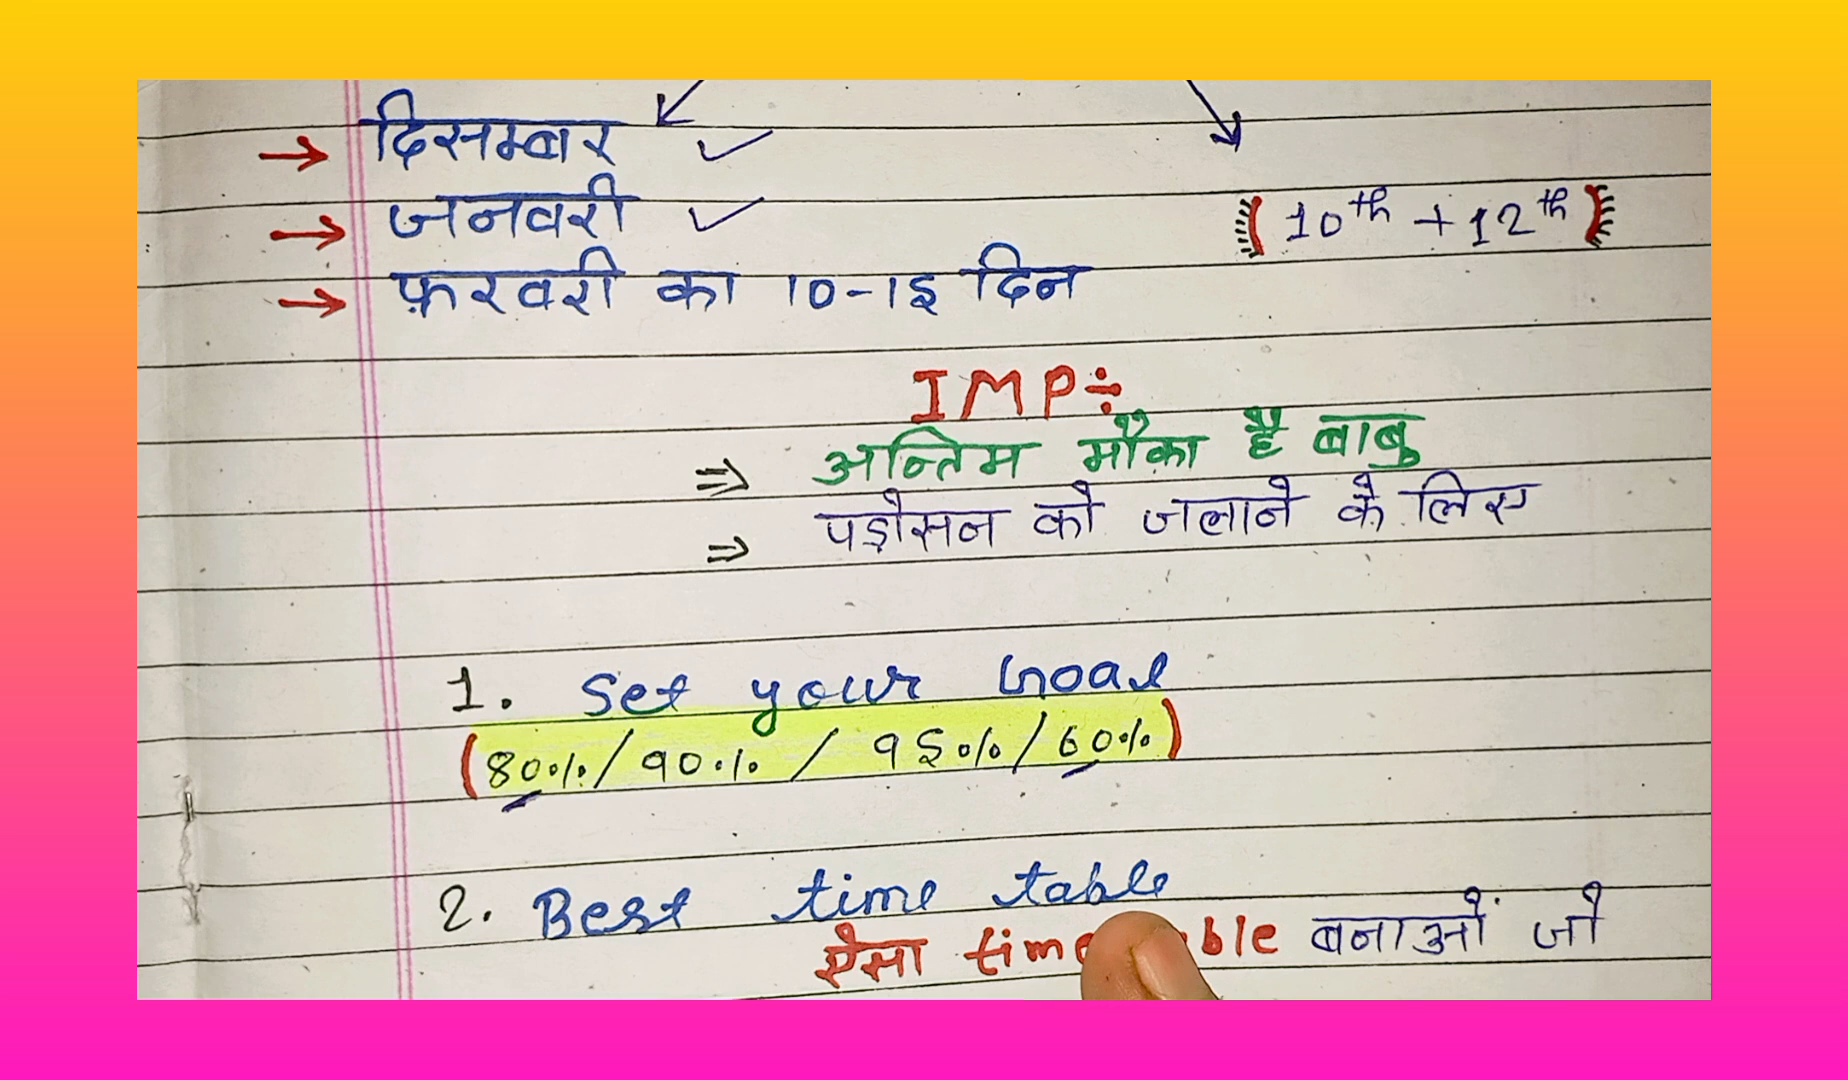 दिसम्बर
जनवरी
(10th + 12th)
फ़रवरी का 10-15 दिन
IMP÷
⇒ अन्तिम मौका है बाबु
⇒ पड़ोसन को जलाने के लिए
1. Set your Goal
(80%/90%/95%/60%)
2. Best time table
ऐसा बनाओं जो